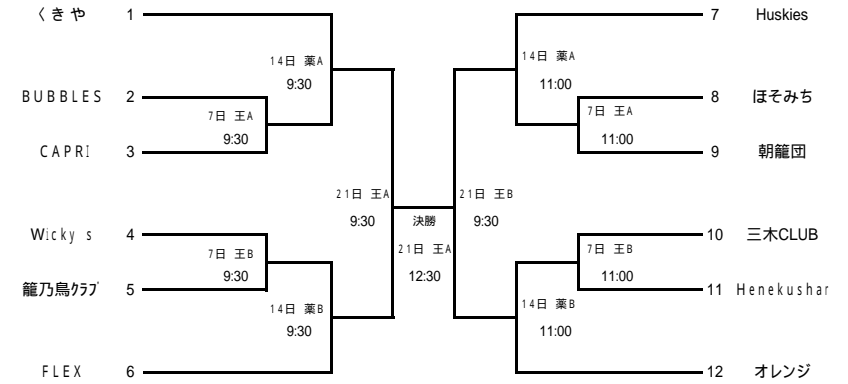 くきや 1
7 Huskies
14日 薬A
9:30
14日 薬A
11:00
BUBBLES 2
8 ほそみち
7日 王A
9:30
7日 王A
11:00
CAPRI 3
9 朝籠団
21日 王A
9:30
21日 王B
9:30
決勝
21日 王A
12:30
Wicky s 4
10 三木CLUB
7日 王B
9:30
7日 王B
11:00
籠乃鳥クラブ 5
11 Henekushar
14日 薬B
9:30
14日 薬B
11:00
FLEX 6
12 オレンジ